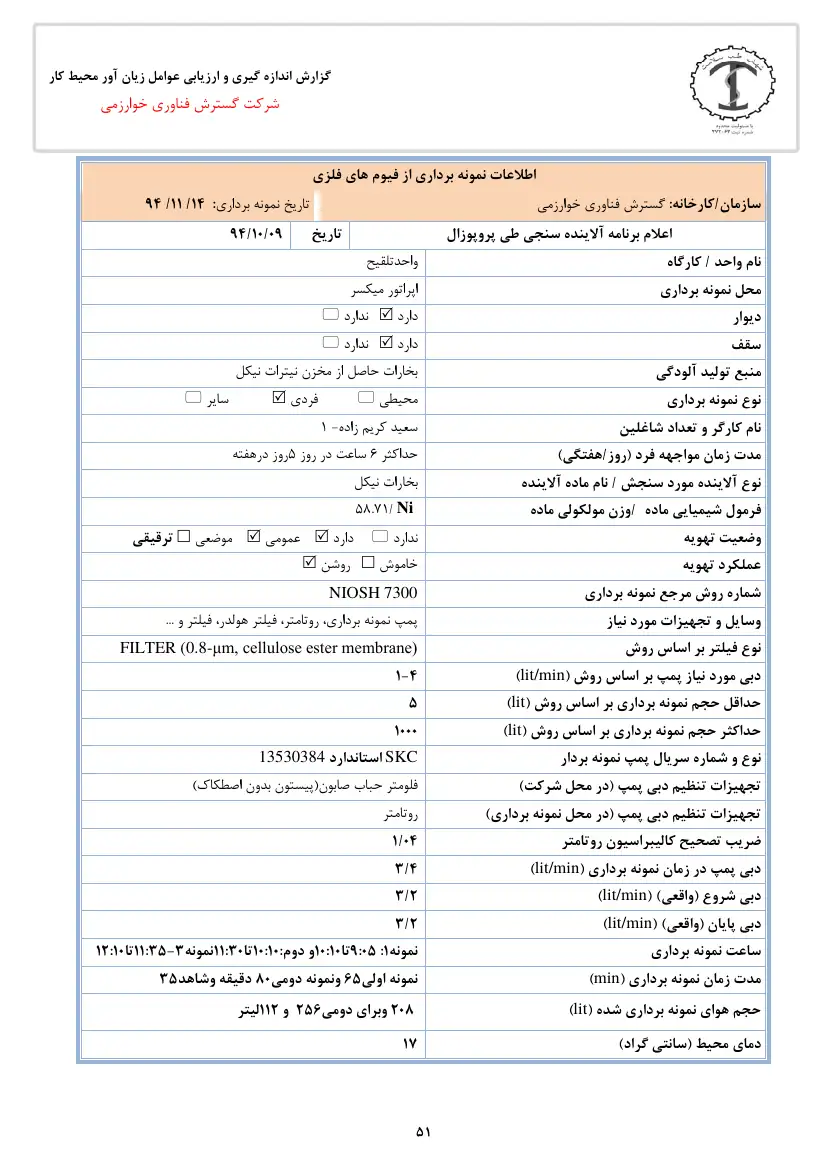 گزارش اندازه گیری و ارزیابی عوامل زیان آور محیط کار
شرکت گسترش فناوری خوارزمی
شهاب طب سلامت
با مسئولیت محدود
اطلاعات نمونه برداری از فیوم های فلزی
سازمان/کارخانه: گسترش فناوری خوارزمی تاریخ نمونه برداری: ۱۴/ ۱۱/ ۹۴
اعلام برنامه آلاینده سنجی طی پروپوزال تاریخ ۹۴/۱۰/۰۹
نام واحد / کارگاه واحدتلقیح
محل نمونه برداری اپراتور میکسر
دیوار دارد ☑ ندارد ☐
سقف دارد ☑ ندارد ☐
منبع تولید آلودگی بخارات حاصل از مخزن نیترات نیکل
نوع نمونه برداری محیطی ☐ فردی ☑ سایر ☐
نام کارگر و تعداد شاغلین سعید کریم زاده- ۱
مدت زمان مواجهه فرد (روز/هفتگی) حداکثر ۶ ساعت در روز ۵روز درهفته
نوع آلاینده مورد سنجش / نام ماده آلاینده بخارات نیکل
فرمول شیمیایی ماده /وزن مولکولی ماده Ni /۵۸.۷۱
وضعیت تهویه ندارد ☐ دارد ☑ عمومی ☑ موضعی ☐ ترقیقی
عملکرد تهویه خاموش ☐ روشن ☑
شماره روش مرجع نمونه برداری NIOSH 7300
وسایل و تجهیزات مورد نیاز پمپ نمونه برداری، روتامتر، فیلتر هولدر، فیلتر و ...
نوع فیلتر بر اساس روش FILTER (0.8-µm, cellulose ester membrane)
دبی مورد نیاز پمپ بر اساس روش (lit/min) ۱-۴
حداقل حجم نمونه برداری بر اساس روش (lit) ۵
حداکثر حجم نمونه برداری بر اساس روش (lit) ۱۰۰۰
نوع و شماره سریال پمپ نمونه بردار SKC استاندارد 13530384
تجهیزات تنظیم دبی پمپ (در محل شرکت) فلومتر حباب صابون(پیستون بدون اصطکاک)
تجهیزات تنظیم دبی پمپ (در محل نمونه برداری) روتامتر
ضریب تصحیح کالیبراسیون روتامتر ۱/۰۴
دبی پمپ در زمان نمونه برداری (lit/min) ۳/۴
دبی شروع (واقعی) (lit/min) ۳/۲
دبی پایان (واقعی) (lit/min) ۳/۲
ساعت نمونه برداری نمونه۱: ۹:۰۵تا۱۰:۱۰و دوم:۱۰:۱۰تا۱۱:۳۰نمونه۳-۱۱:۳۵تا۱۲:۱۰
مدت زمان نمونه برداری (min) نمونه اولی۶۵ ونمونه دومی۸۰ دقیقه وشاهد۳۵
حجم هوای نمونه برداری شده (lit) ۲۰۸ وبرای دومی۲۵۶ و ۱۱۲لیتر
دمای محیط (سانتی گراد) ۱۷
۵۱